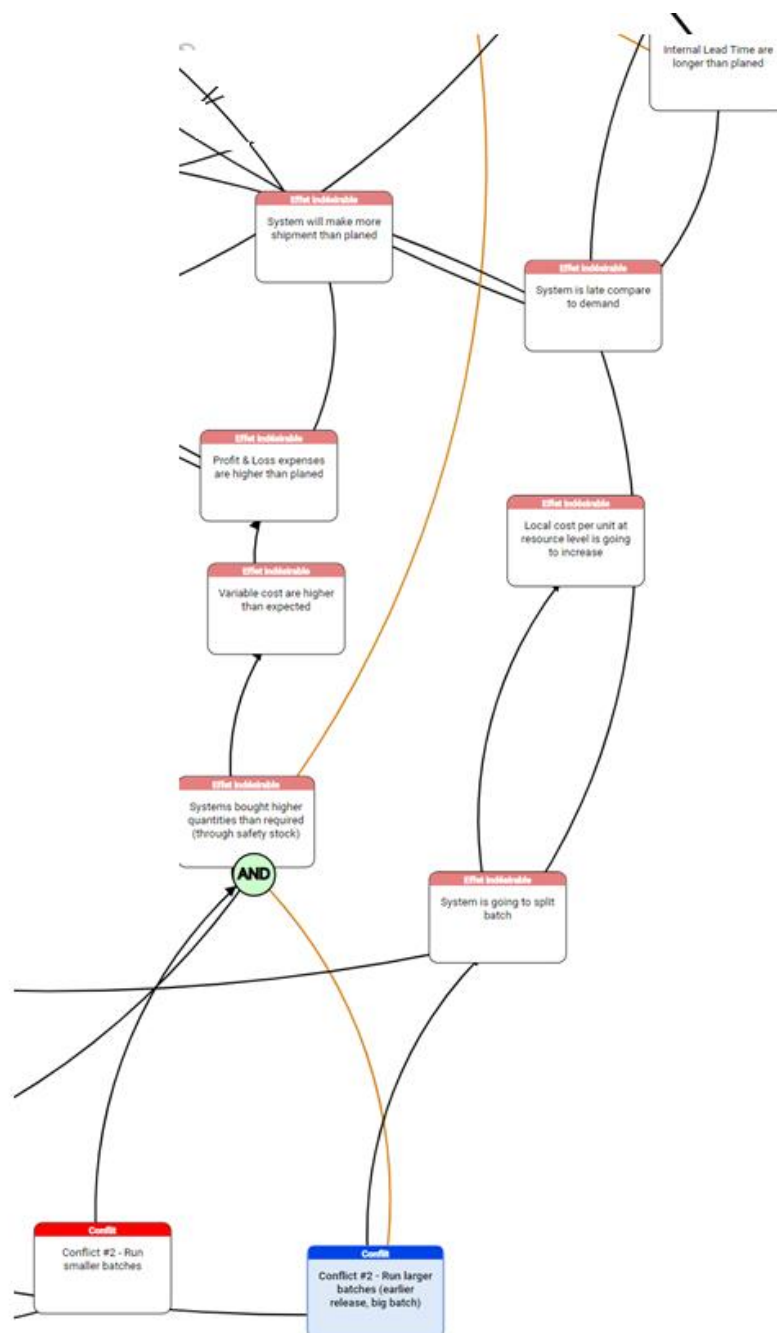 Internal Lead Time are
longer than planed
Effet Indésirable
System will make more
shipment than planed
Effet Indésirable
System is late compare
to demand
Effet Indésirable
Profit & Loss expenses
are higher than planed
Effet Indésirable
Local cost per unit at
resource level is going
to increase
Effet Indésirable
Variable cost are higher
than expected
Effet Indésirable
Systems bought higher
quantities than required
(through safety stock)
AND
Effet Indésirable
System is going to split
batch
Conflit
Conflict #2 - Run
smaller batches
Conflit
Conflict #2 - Run larger
batches (earlier
release, big batch)